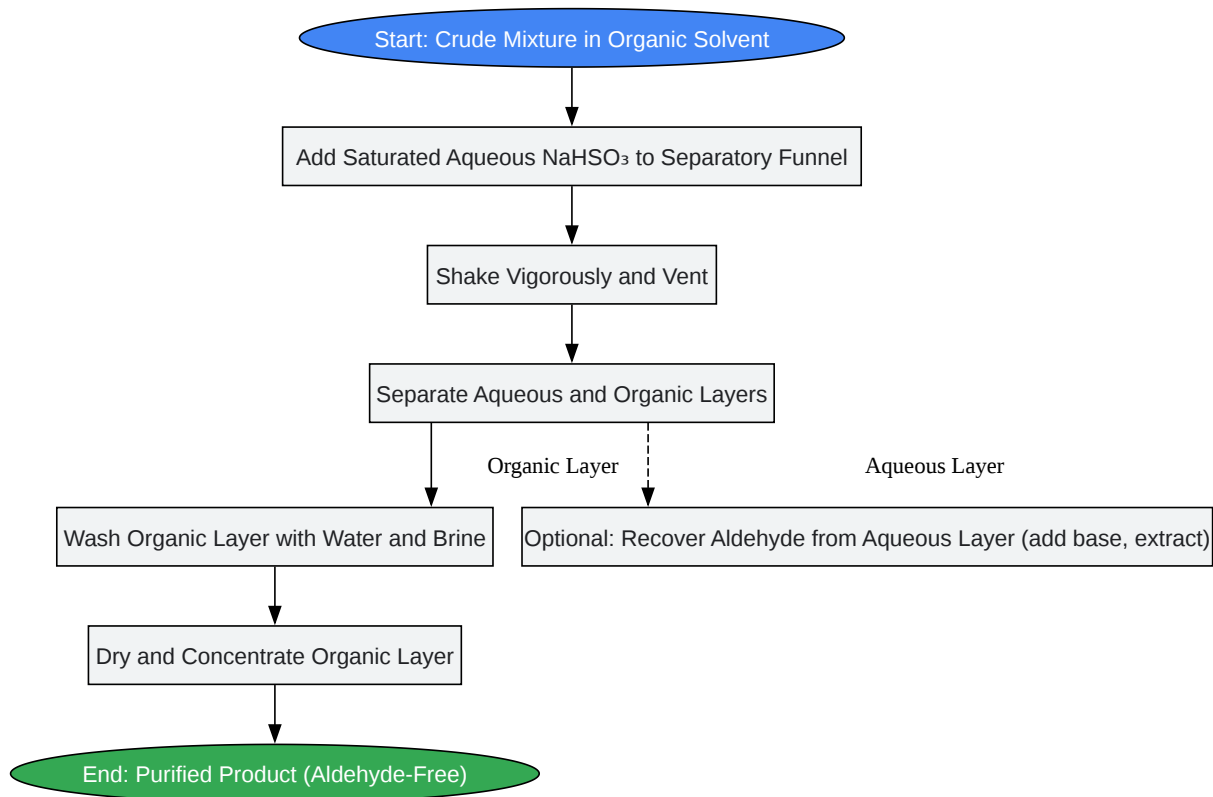 Start: Crude Mixture in Organic Solvent
Add Saturated Aqueous NaHSO₃ to Separatory Funnel
Shake Vigorously and Vent
Separate Aqueous and Organic Layers
Organic Layer
Aqueous Layer
Wash Organic Layer with Water and Brine
Optional: Recover Aldehyde from Aqueous Layer (add base, extract)
Dry and Concentrate Organic Layer
End: Purified Product (Aldehyde-Free)